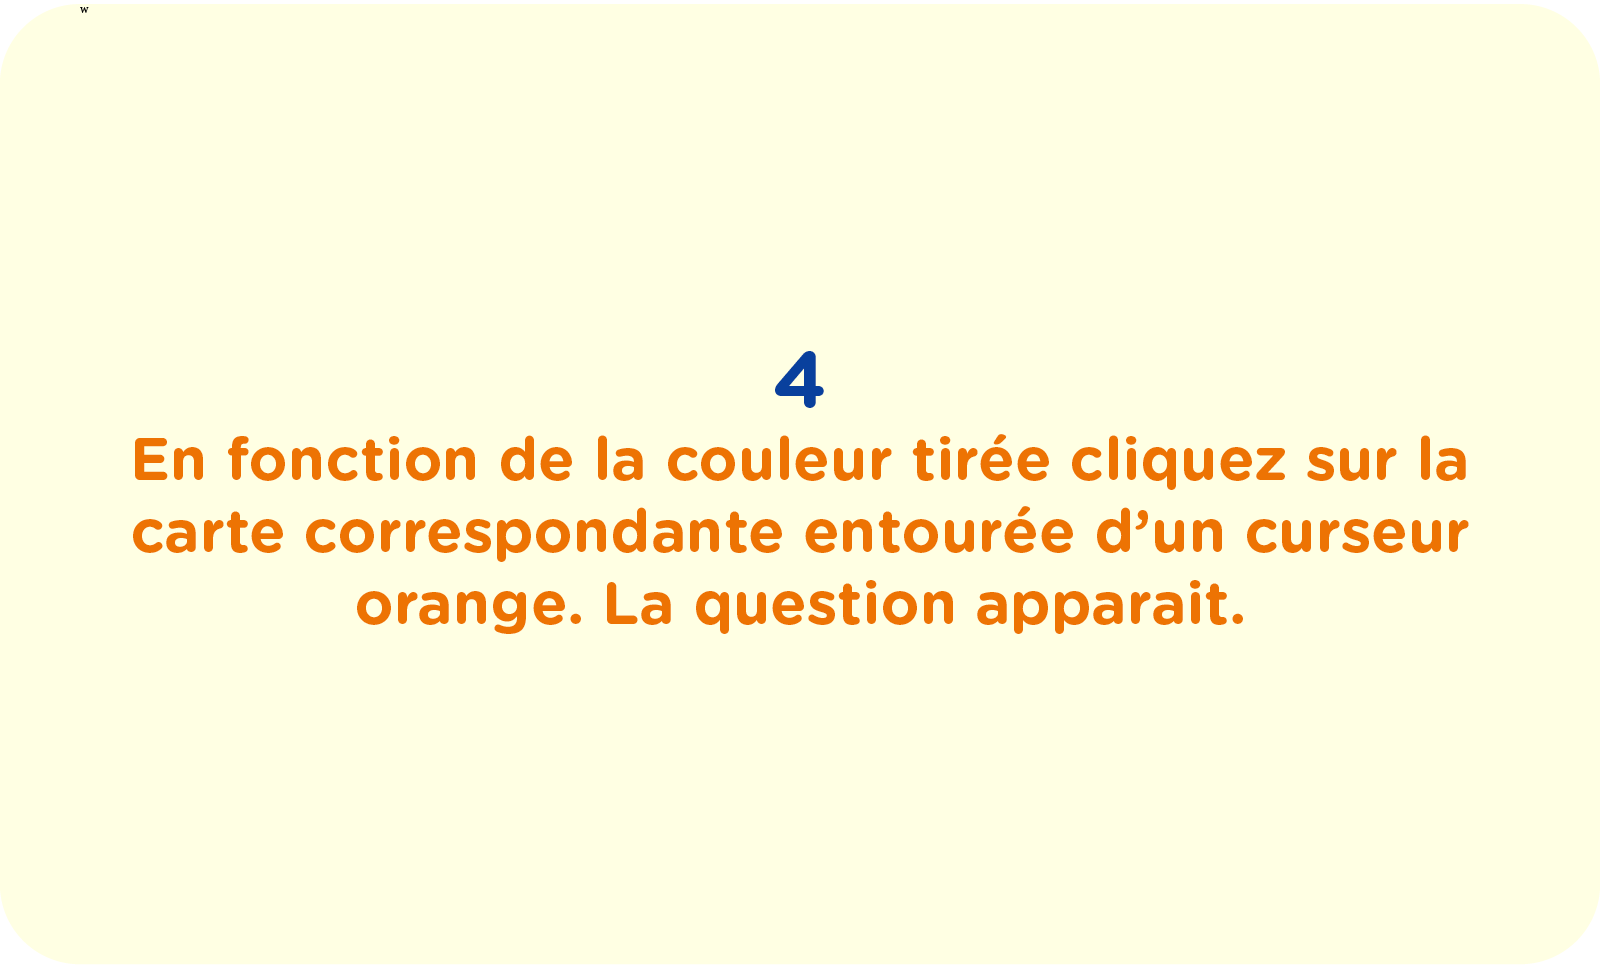 w
4
En fonction de la couleur tirée cliquez sur la
carte correspondante entourée d’un curseur
orange. La question apparait.